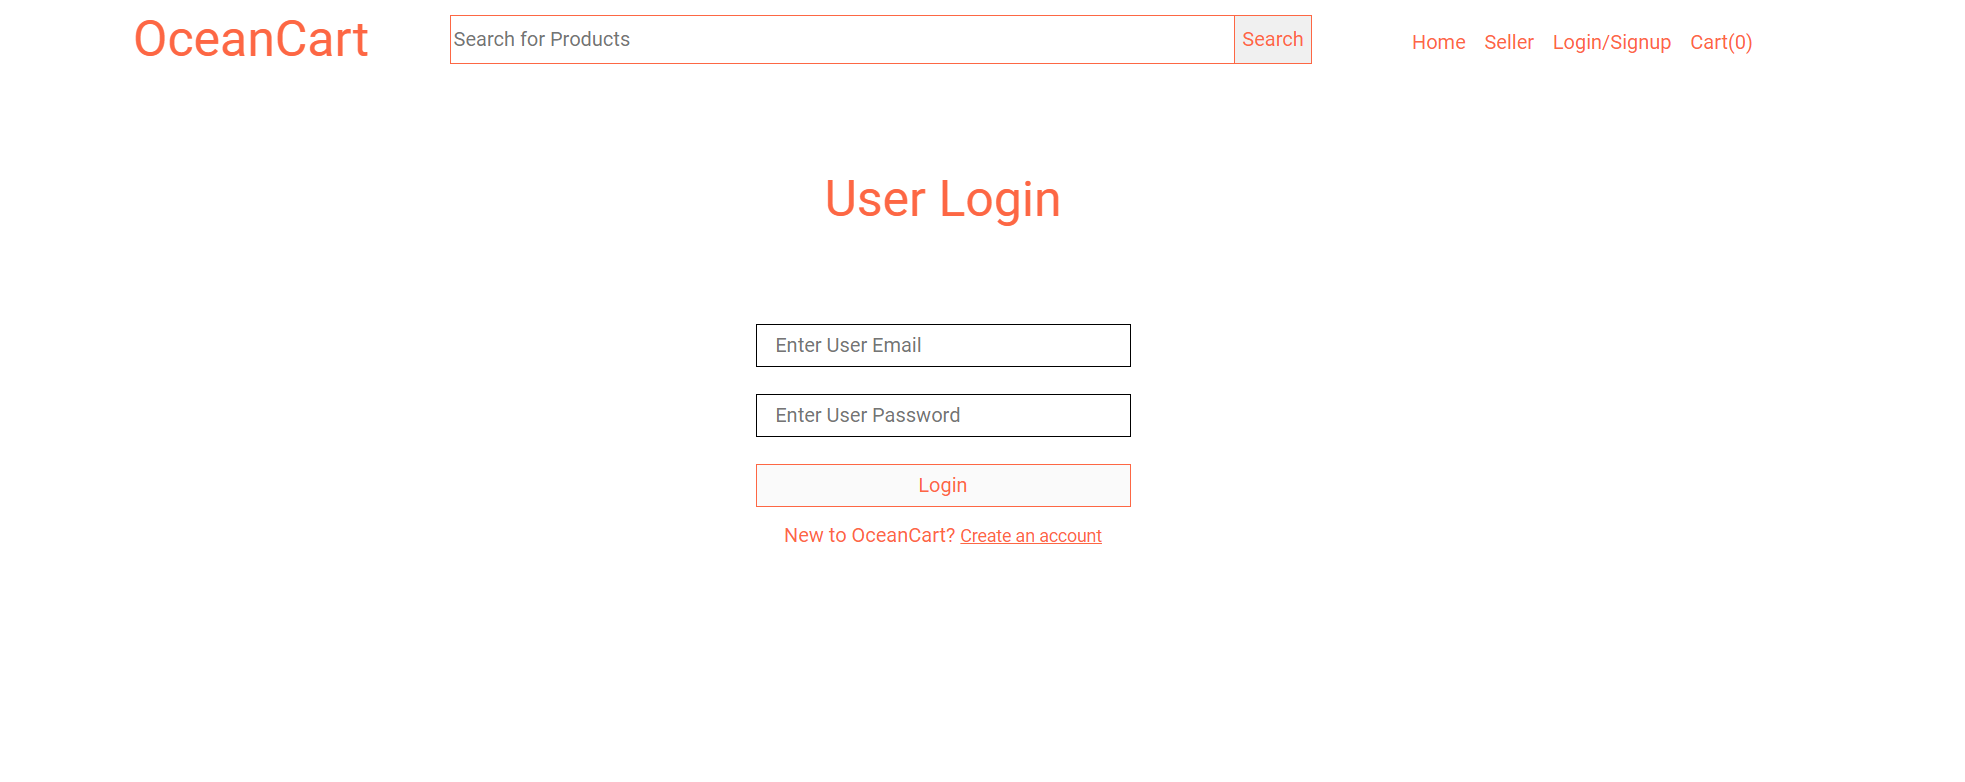 OceanCart Search for Products Search Home Seller Login/Signup Cart(0)
User Login
Enter User Email
Enter User Password
Login
New to OceanCart? Create an account